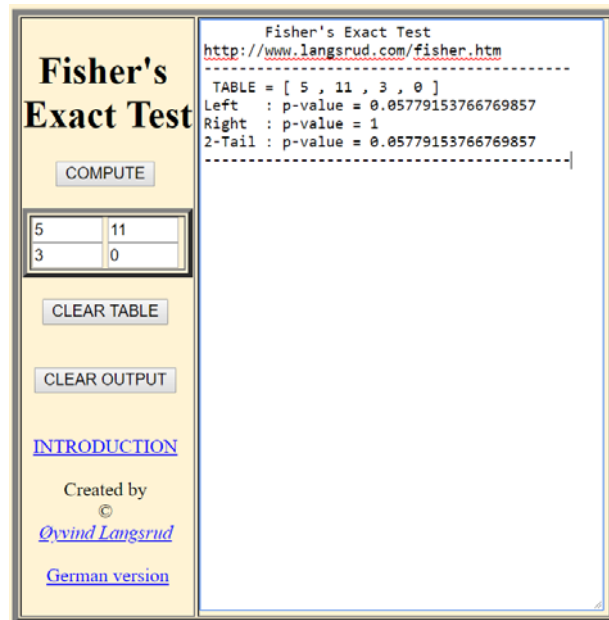 Fisher's
Exact Test
COMPUTE
5 11
3 0
CLEAR TABLE
CLEAR OUTPUT
INTRODUCTION
Created by
©
Øyvind Langsrud
German version
Fisher's Exact Test
http://www.langsrud.com/fisher.htm
------------------------------------------
TABLE = [ 5 , 11 , 3 , 0 ]
Left : p-value = 0.05779153766769857
Right : p-value = 1
2-Tail : p-value = 0.05779153766769857
------------------------------------------